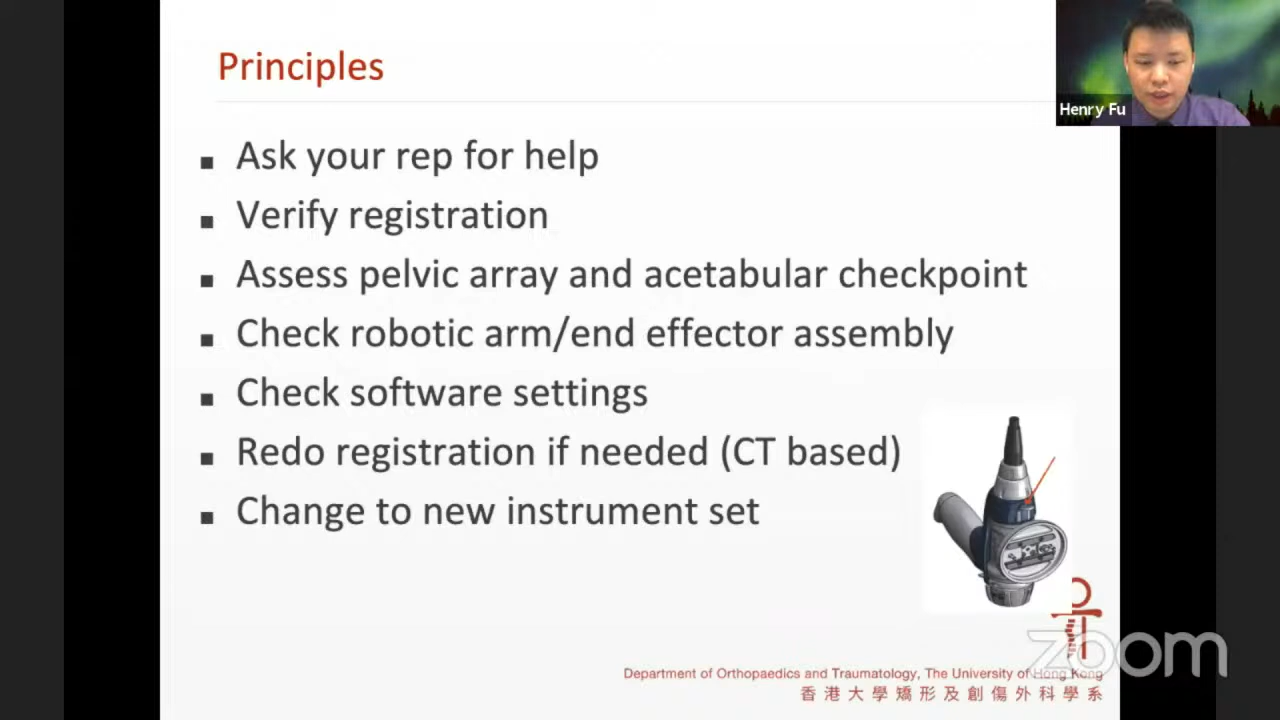 Principles
Henry Fu
▪ Ask your rep for help
▪ Verify registration
▪ Assess pelvic array and acetabular checkpoint
▪ Check robotic arm/end effector assembly
▪ Check software settings
▪ Redo registration if needed (CT based)
▪ Change to new instrument set
zoom
Department of Orthopaedics and Traumatology, The University of Hong Kong
香港大學矯形及創傷外科學系